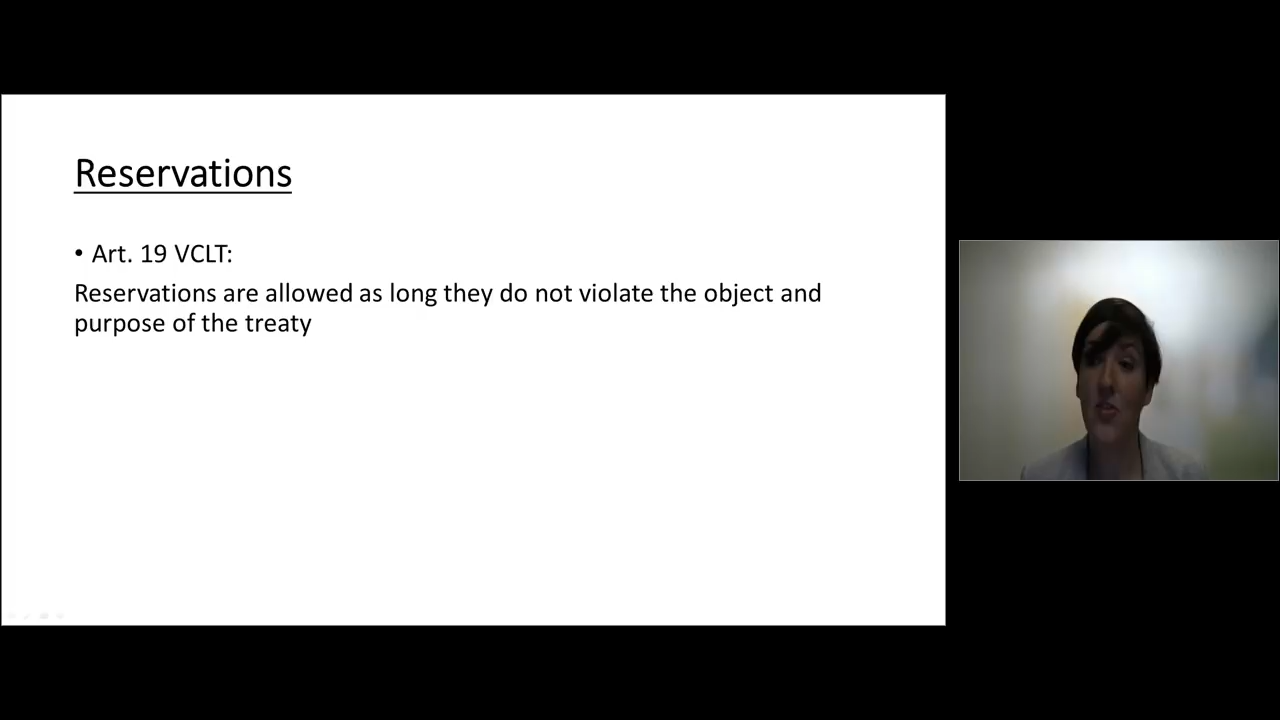 Reservations
• Art. 19 VCLT:
Reservations are allowed as long they do not violate the object and
purpose of the treaty